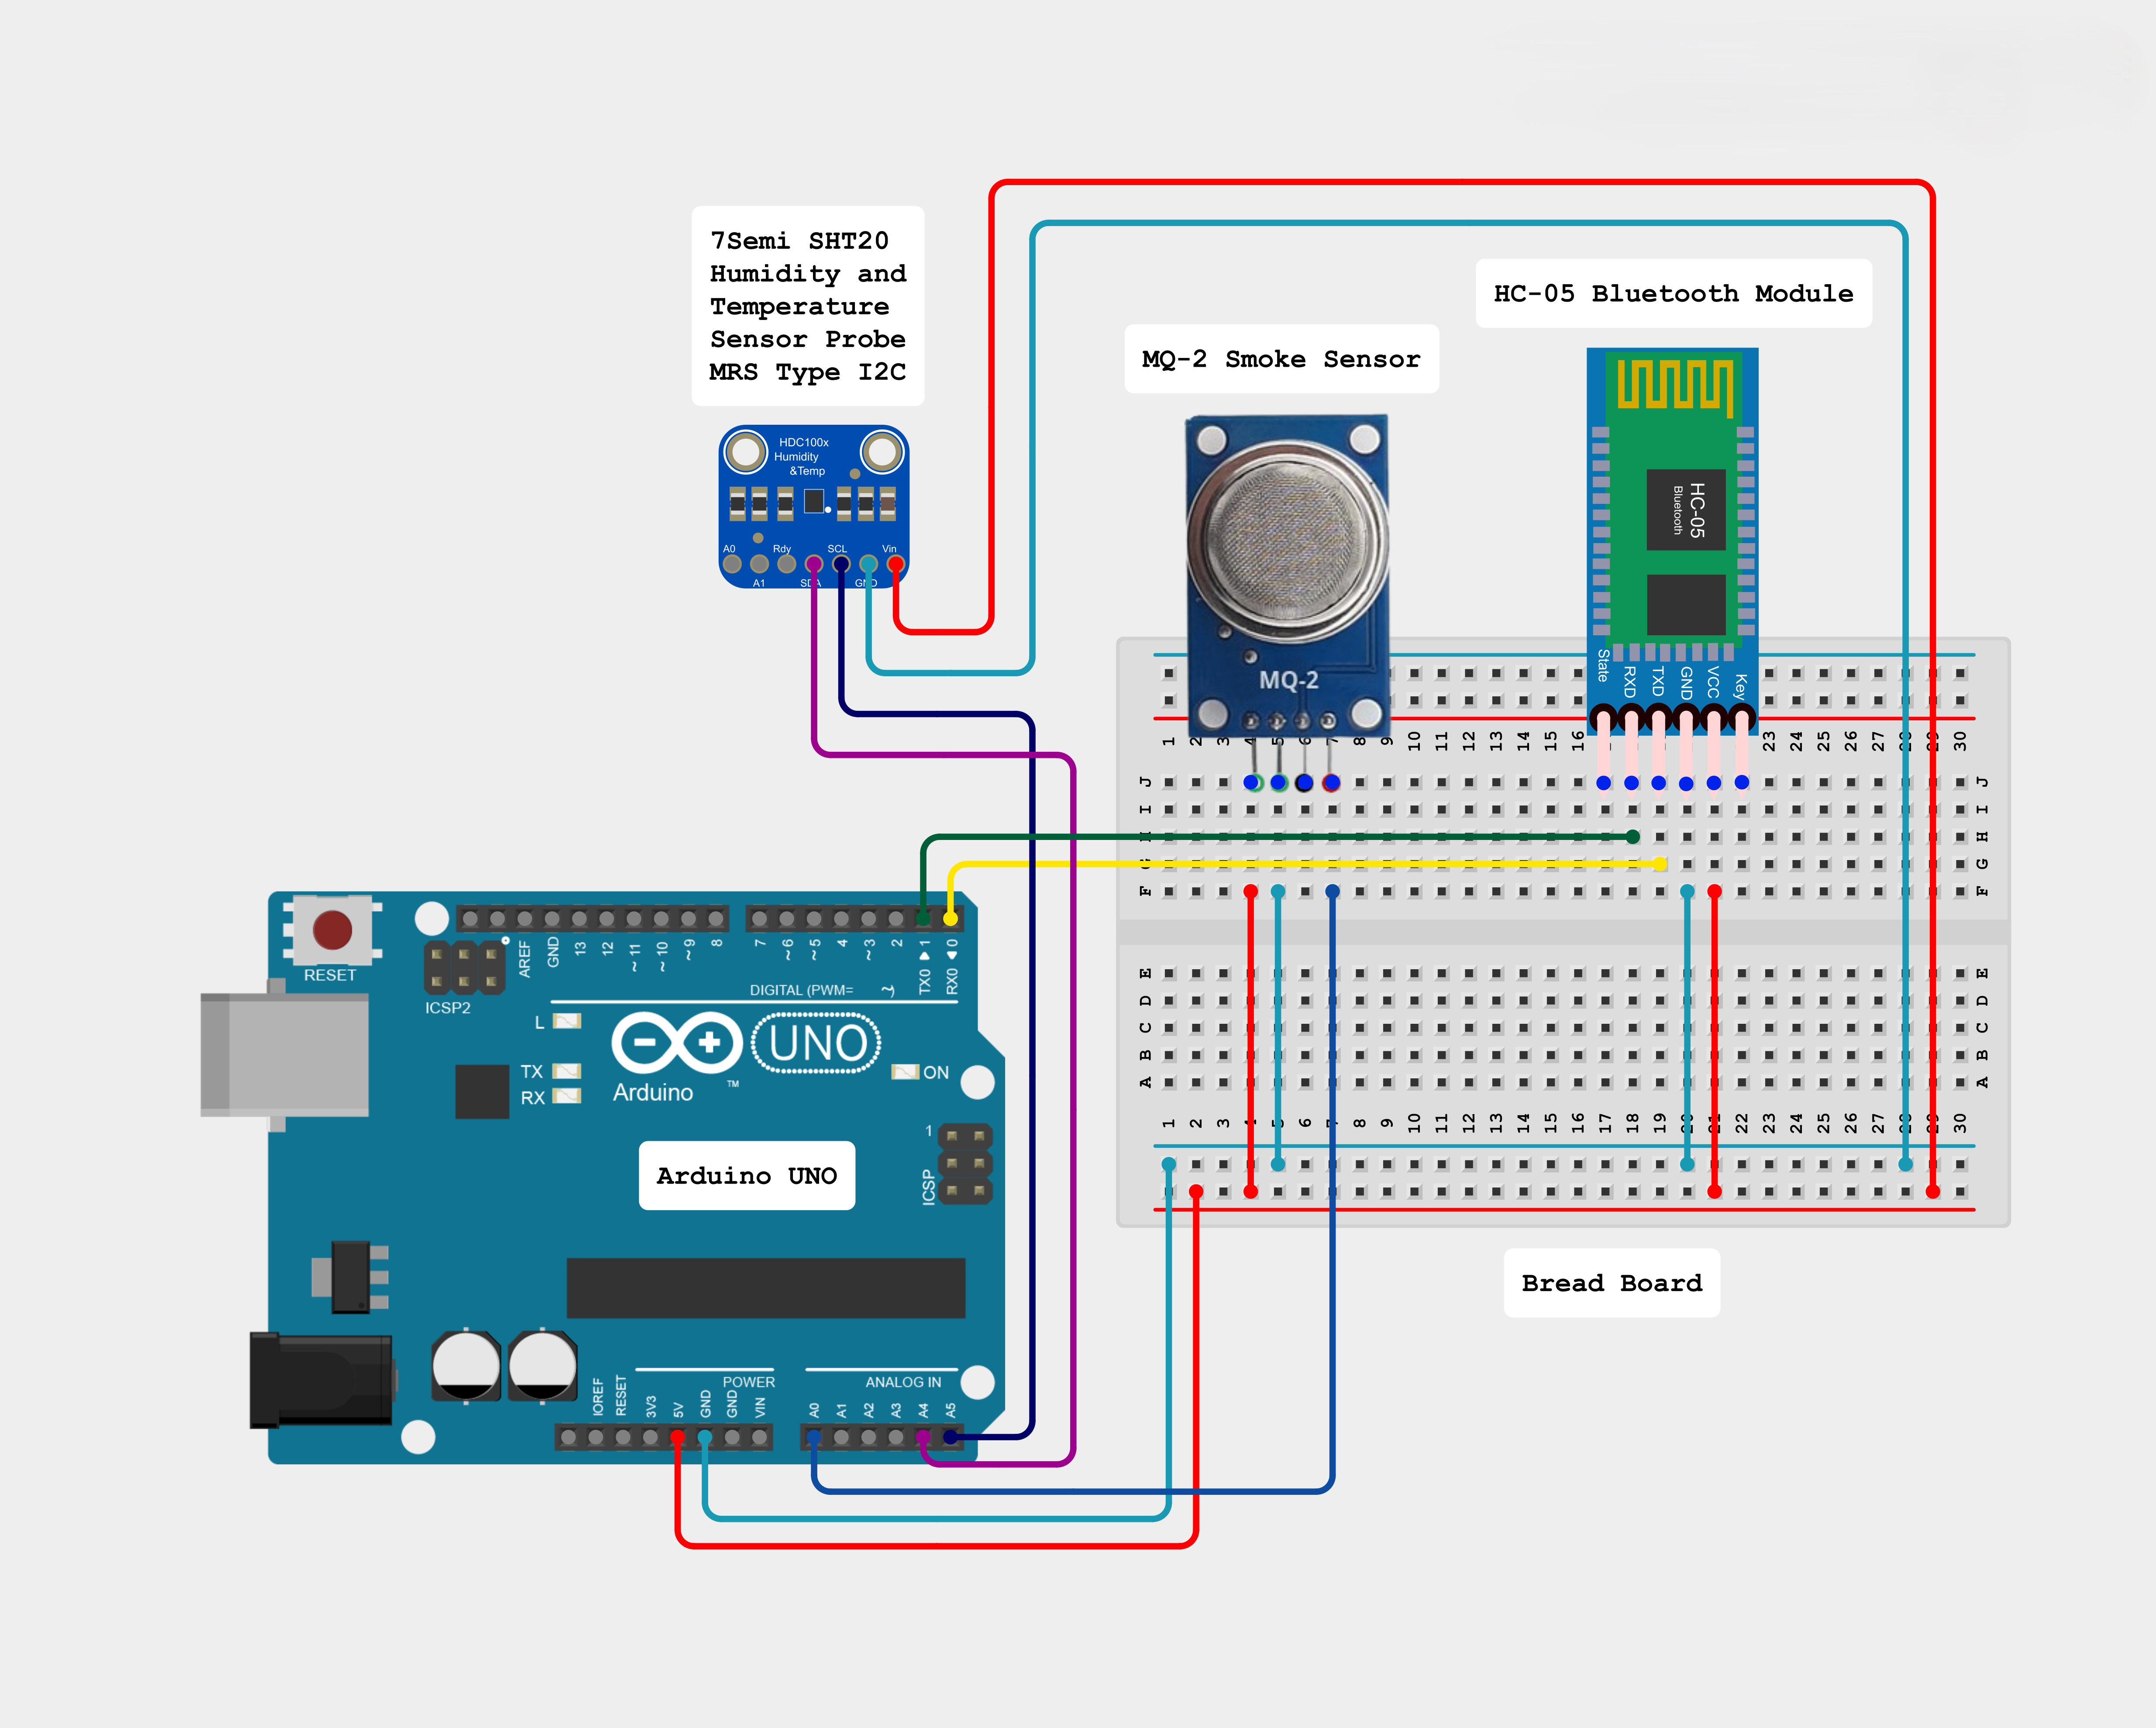 7Semi SHT20
Humidity and
Temperature
Sensor Probe
MRS Type I2C
HC-05 Bluetooth Module
MQ-2 Smoke Sensor
HDC100x
Humidity
&Temp
A0 Rdy SCL Vin
A1 SDA GND
HC-05
Bluetooth
MQ-2
State RXD TXD GND VCC Key
1 2 3 4 5 6 7 8 9 10 11 12 13 14 15 16 23 24 25 26 27 28 29 30
J J
I I
H H
G G
F F
E E
D D
C C
B B
A A
1 2 3 4 5 6 7 8 9 10 11 12 13 14 15 16 17 18 19 20 21 22 23 24 25 26 27 28 29 30
Bread Board
RESET
ICSP2
AREF GND 13 12 ~11 ~10 ~9 8 7 ~6 ~5 4 ~3 2 TX0 ▶ 1 RX0 ◀ 0
DIGITAL (PWM= ~)
L
TX
RX
UNO
Arduino
TM
ON
1
ICSP
Arduino UNO
POWER
ANALOG IN
IOREF RESET 3V3 5V GND GND VIN A0 A1 A2 A3 A4 A5